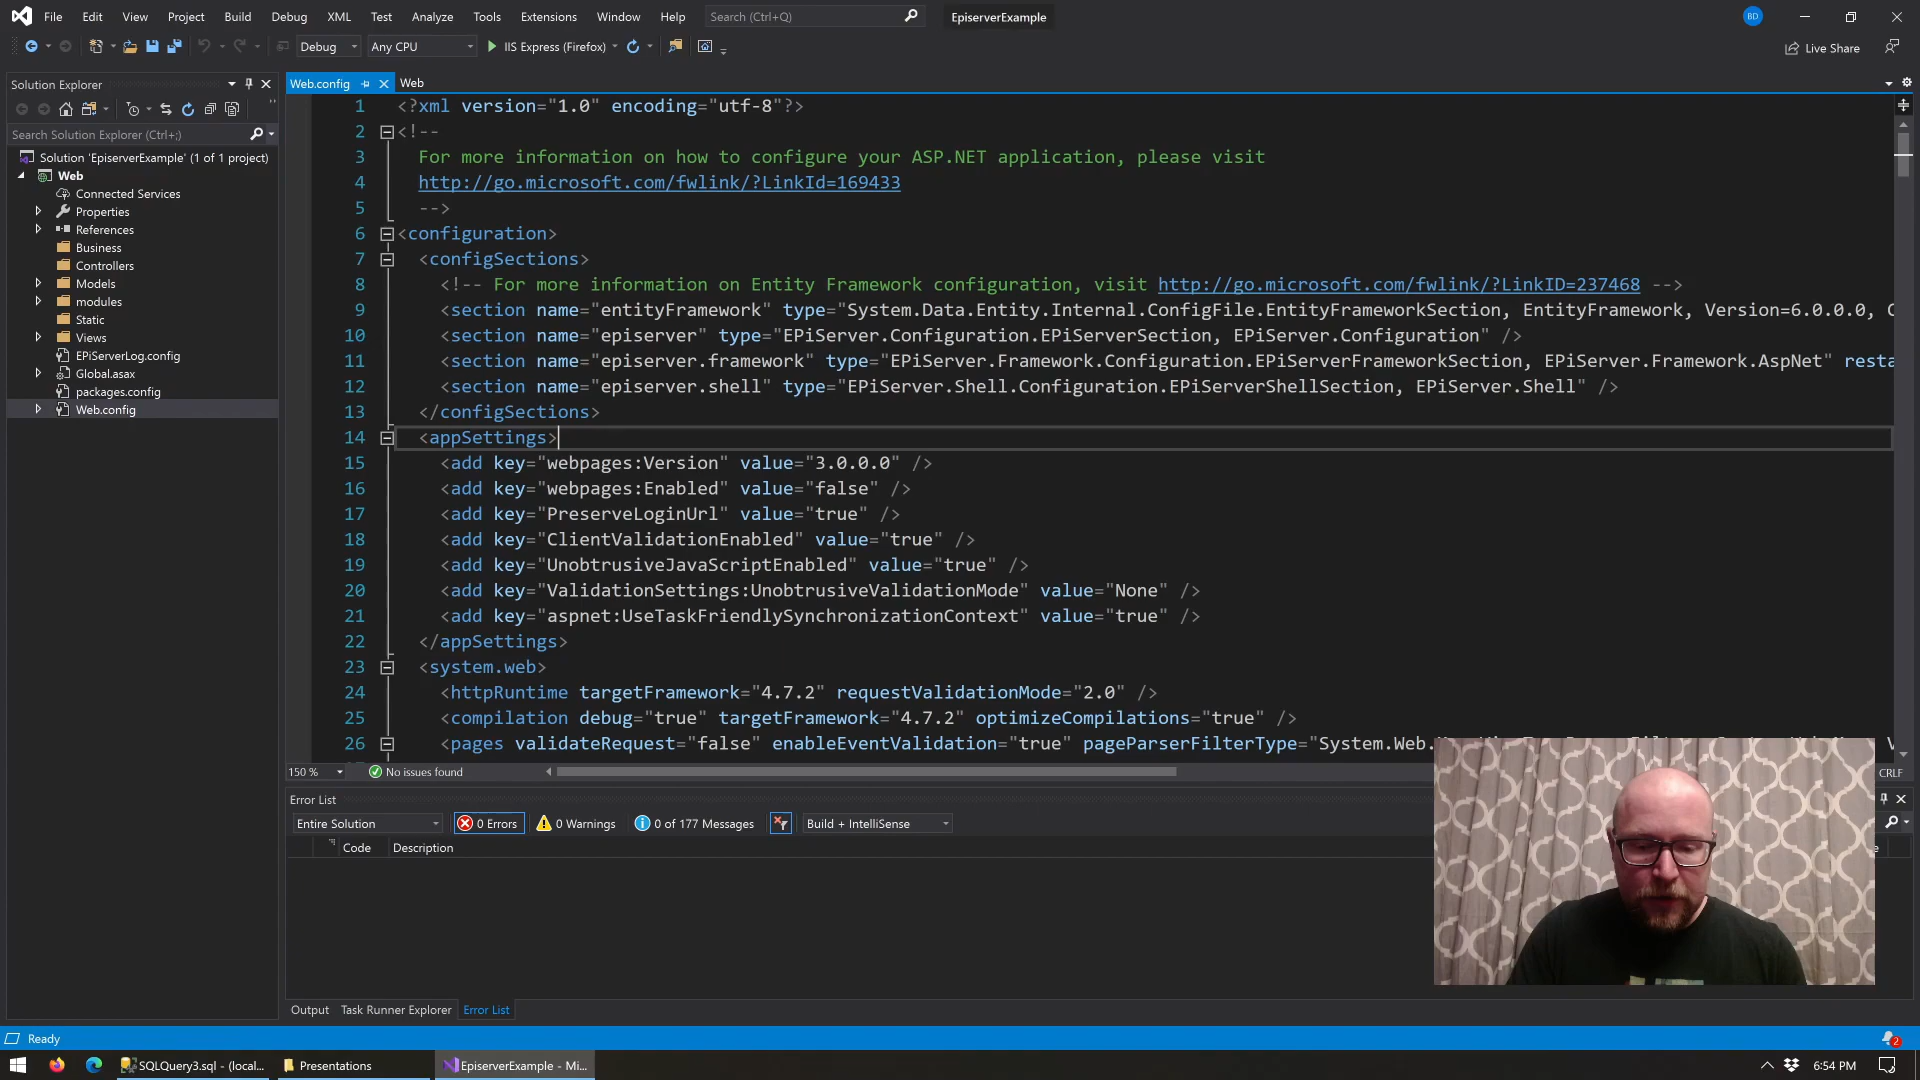 File Edit View Project Build Debug XML Test Analyze Tools Extensions Window Help Search (Ctrl+Q) EpiserverExample BD
Debug Any CPU IIS Express (Firefox) Live Share
Solution Explorer
Web.config Web
Search Solution Explorer (Ctrl+;)
Solution 'EpiserverExample' (1 of 1 project)
Web
Connected Services
Properties
References
Business
Controllers
Models
modules
Static
Views
EPiServerLog.config
Global.asax
packages.config
Web.config
1 <?xml version="1.0" encoding="utf-8"?>
2 <!--
3 For more information on how to configure your ASP.NET application, please visit
4 http://go.microsoft.com/fwlink/?LinkId=169433
5 -->
6 <configuration>
7 <configSections>
8 <!-- For more information on Entity Framework configuration, visit http://go.microsoft.com/fwlink/?LinkID=237468 -->
9 <section name="entityFramework" type="System.Data.Entity.Internal.ConfigFile.EntityFrameworkSection, EntityFramework, Version=6.0.0.0, C
10 <section name="episerver" type="EPiServer.Configuration.EPiServerSection, EPiServer.Configuration" />
11 <section name="episerver.framework" type="EPiServer.Framework.Configuration.EPiServerFrameworkSection, EPiServer.Framework.AspNet" resta
12 <section name="episerver.shell" type="EPiServer.Shell.Configuration.EPiServerShellSection, EPiServer.Shell" />
13 </configSections>
14 <appSettings>
15 <add key="webpages:Version" value="3.0.0.0" />
16 <add key="webpages:Enabled" value="false" />
17 <add key="PreserveLoginUrl" value="true" />
18 <add key="ClientValidationEnabled" value="true" />
19 <add key="UnobtrusiveJavaScriptEnabled" value="true" />
20 <add key="ValidationSettings:UnobtrusiveValidationMode" value="None" />
21 <add key="aspnet:UseTaskFriendlySynchronizationContext" value="true" />
22 </appSettings>
23 <system.web>
24 <httpRuntime targetFramework="4.7.2" requestValidationMode="2.0" />
25 <compilation debug="true" targetFramework="4.7.2" optimizeCompilations="true" />
26 <pages validateRequest="false" enableEventValidation="true" pageParserFilterType="System.Web.
150 % No issues found CRLF
Error List
Entire Solution 0 Errors 0 Warnings 0 of 177 Messages Build + IntelliSense
Code Description
Output Task Runner Explorer Error List
Ready 2
SQLQuery3.sql - (local... Presentations EpiserverExample - Mi... 6:54 PM